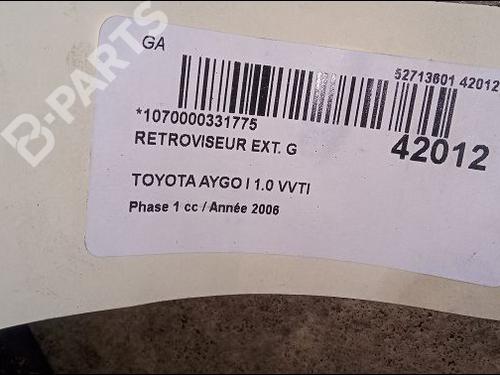 GA
52713601 42012
*1070000331775
RETROVISEUR EXT. G
42012
TOYOTA AYGO I 1.0 VVTI
Phase 1 cc / Année 2006
B-PARTS